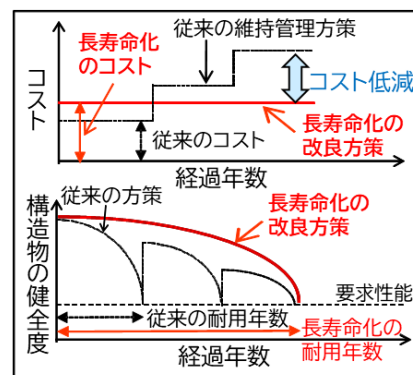 従来の維持管理方策
長寿命化
のコスト
コスト
コスト低減
長寿命化の
改良方策
従来のコスト
経過年数
構造物の健全度
従来の方策
長寿命化の
改良方策
要求性能
従来の耐用年数
長寿命化の
耐用年数
経過年数